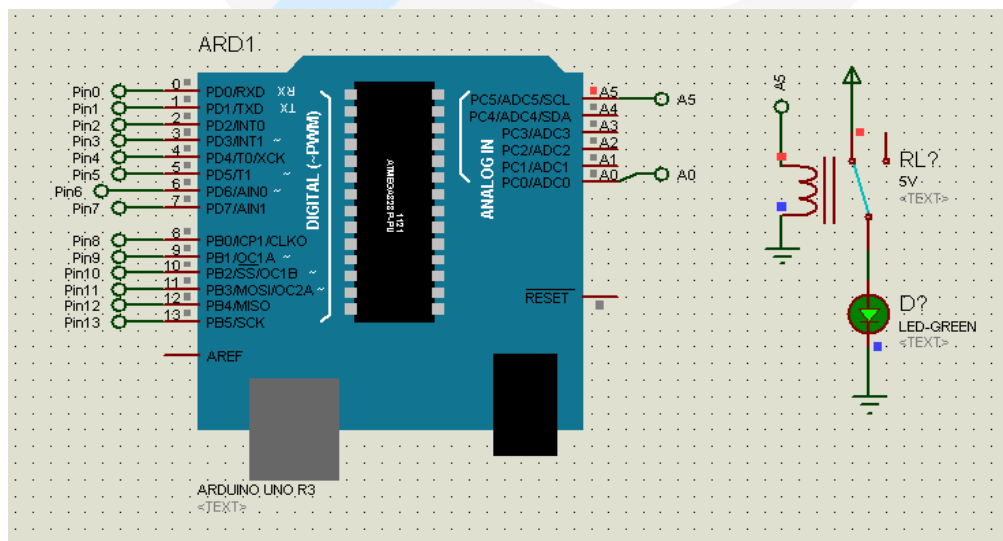 ARD1
Pin0 0 PD0/RXD RX
Pin1 1 PD1/TXD TX
Pin2 2 PD2/INT0
Pin3 3 PD3/INT1 ~
Pin4 4 PD4/T0/XCK
Pin5 5 PD5/T1 ~
Pin6 6 PD6/AIN0 ~
Pin7 7 PD7/AIN1
Pin8 8 PB0/ICP1/CLKO
Pin9 9 PB1/OC1A ~
Pin10 10 PB2/SS/OC1B ~
Pin11 11 PB3/MOSI/OC2A ~
Pin12 12 PB4/MISO
Pin13 13 PB5/SCK
AREF
DIGITAL (~PWM)
1121
ANALOG IN
PC5/ADC5/SCL A5 A5
PC4/ADC4/SDA A4
PC3/ADC3 A3
PC2/ADC2 A2
PC1/ADC1 A1
PC0/ADC0 A0 A0
RESET
ARDUINO UNO R3
<TEXT>
A5
RL?
5V
<TEXT>
D?
LED-GREEN
<TEXT>